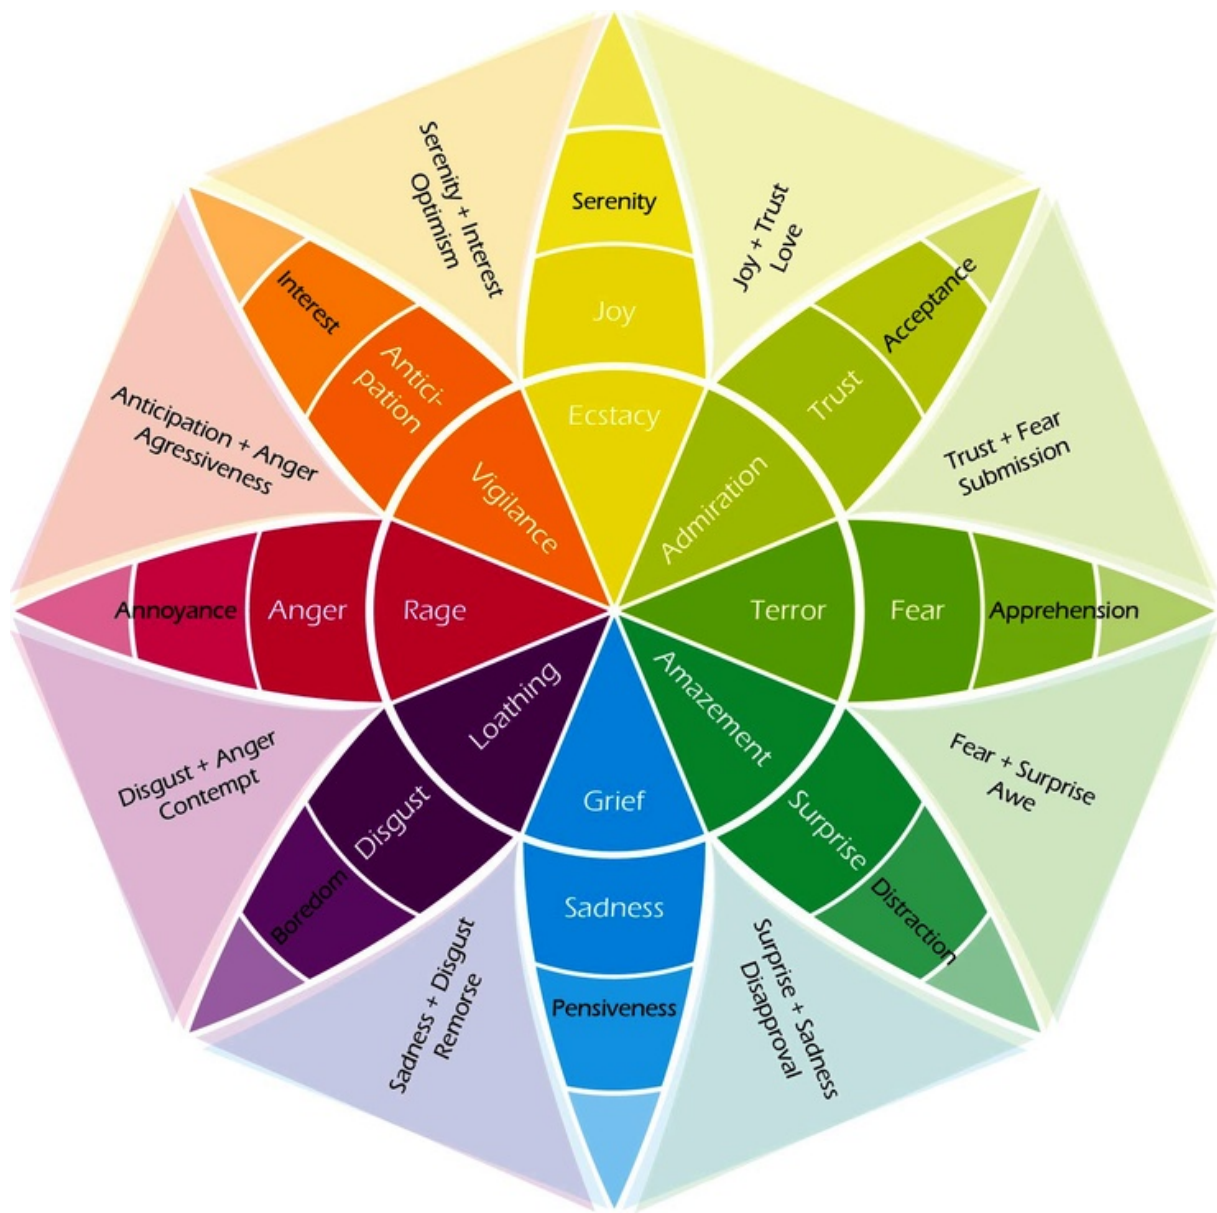 Serenity + Interest
Optimism
Serenity
Joy
Ecstacy
Joy + Trust
Love
Acceptance
Trust
Admiration
Trust + Fear
Submission
Terror
Fear
Apprehension
Fear + Surprise
Awe
Amazement
Surprise
Distraction
Surprise + Sadness
Disapproval
Grief
Sadness
Pensiveness
Sadness + Disgust
Remorse
Loathing
Disgust
Boredom
Disgust + Anger
Contempt
Annoyance
Anger
Rage
Anticipation + Anger
Agressiveness
Interest
Antici-
pation
Vigilance